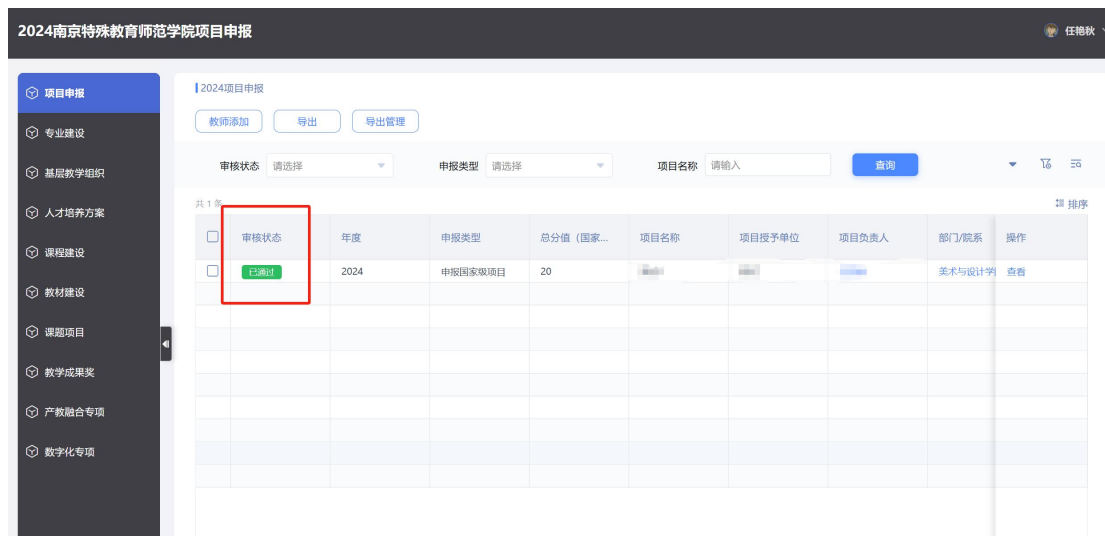 2024南京特殊教育师范学院项目申报
任艳秋
项目申报
专业建设
基层教学组织
人才培养方案
课程建设
教材建设
课题项目
教学成果奖
产教融合专项
数字化专项
2024项目申报
教师添加 导出 导出管理
审核状态 请选择 申报类型 请选择 项目名称 请输入 查询
共 1 条 排序
审核状态 年度 申报类型 总分值（国家... 项目名称 项目授予单位 项目负责人 部门/院系 操作
已通过 2024 申报国家级项目 20 美术与设计学 查看